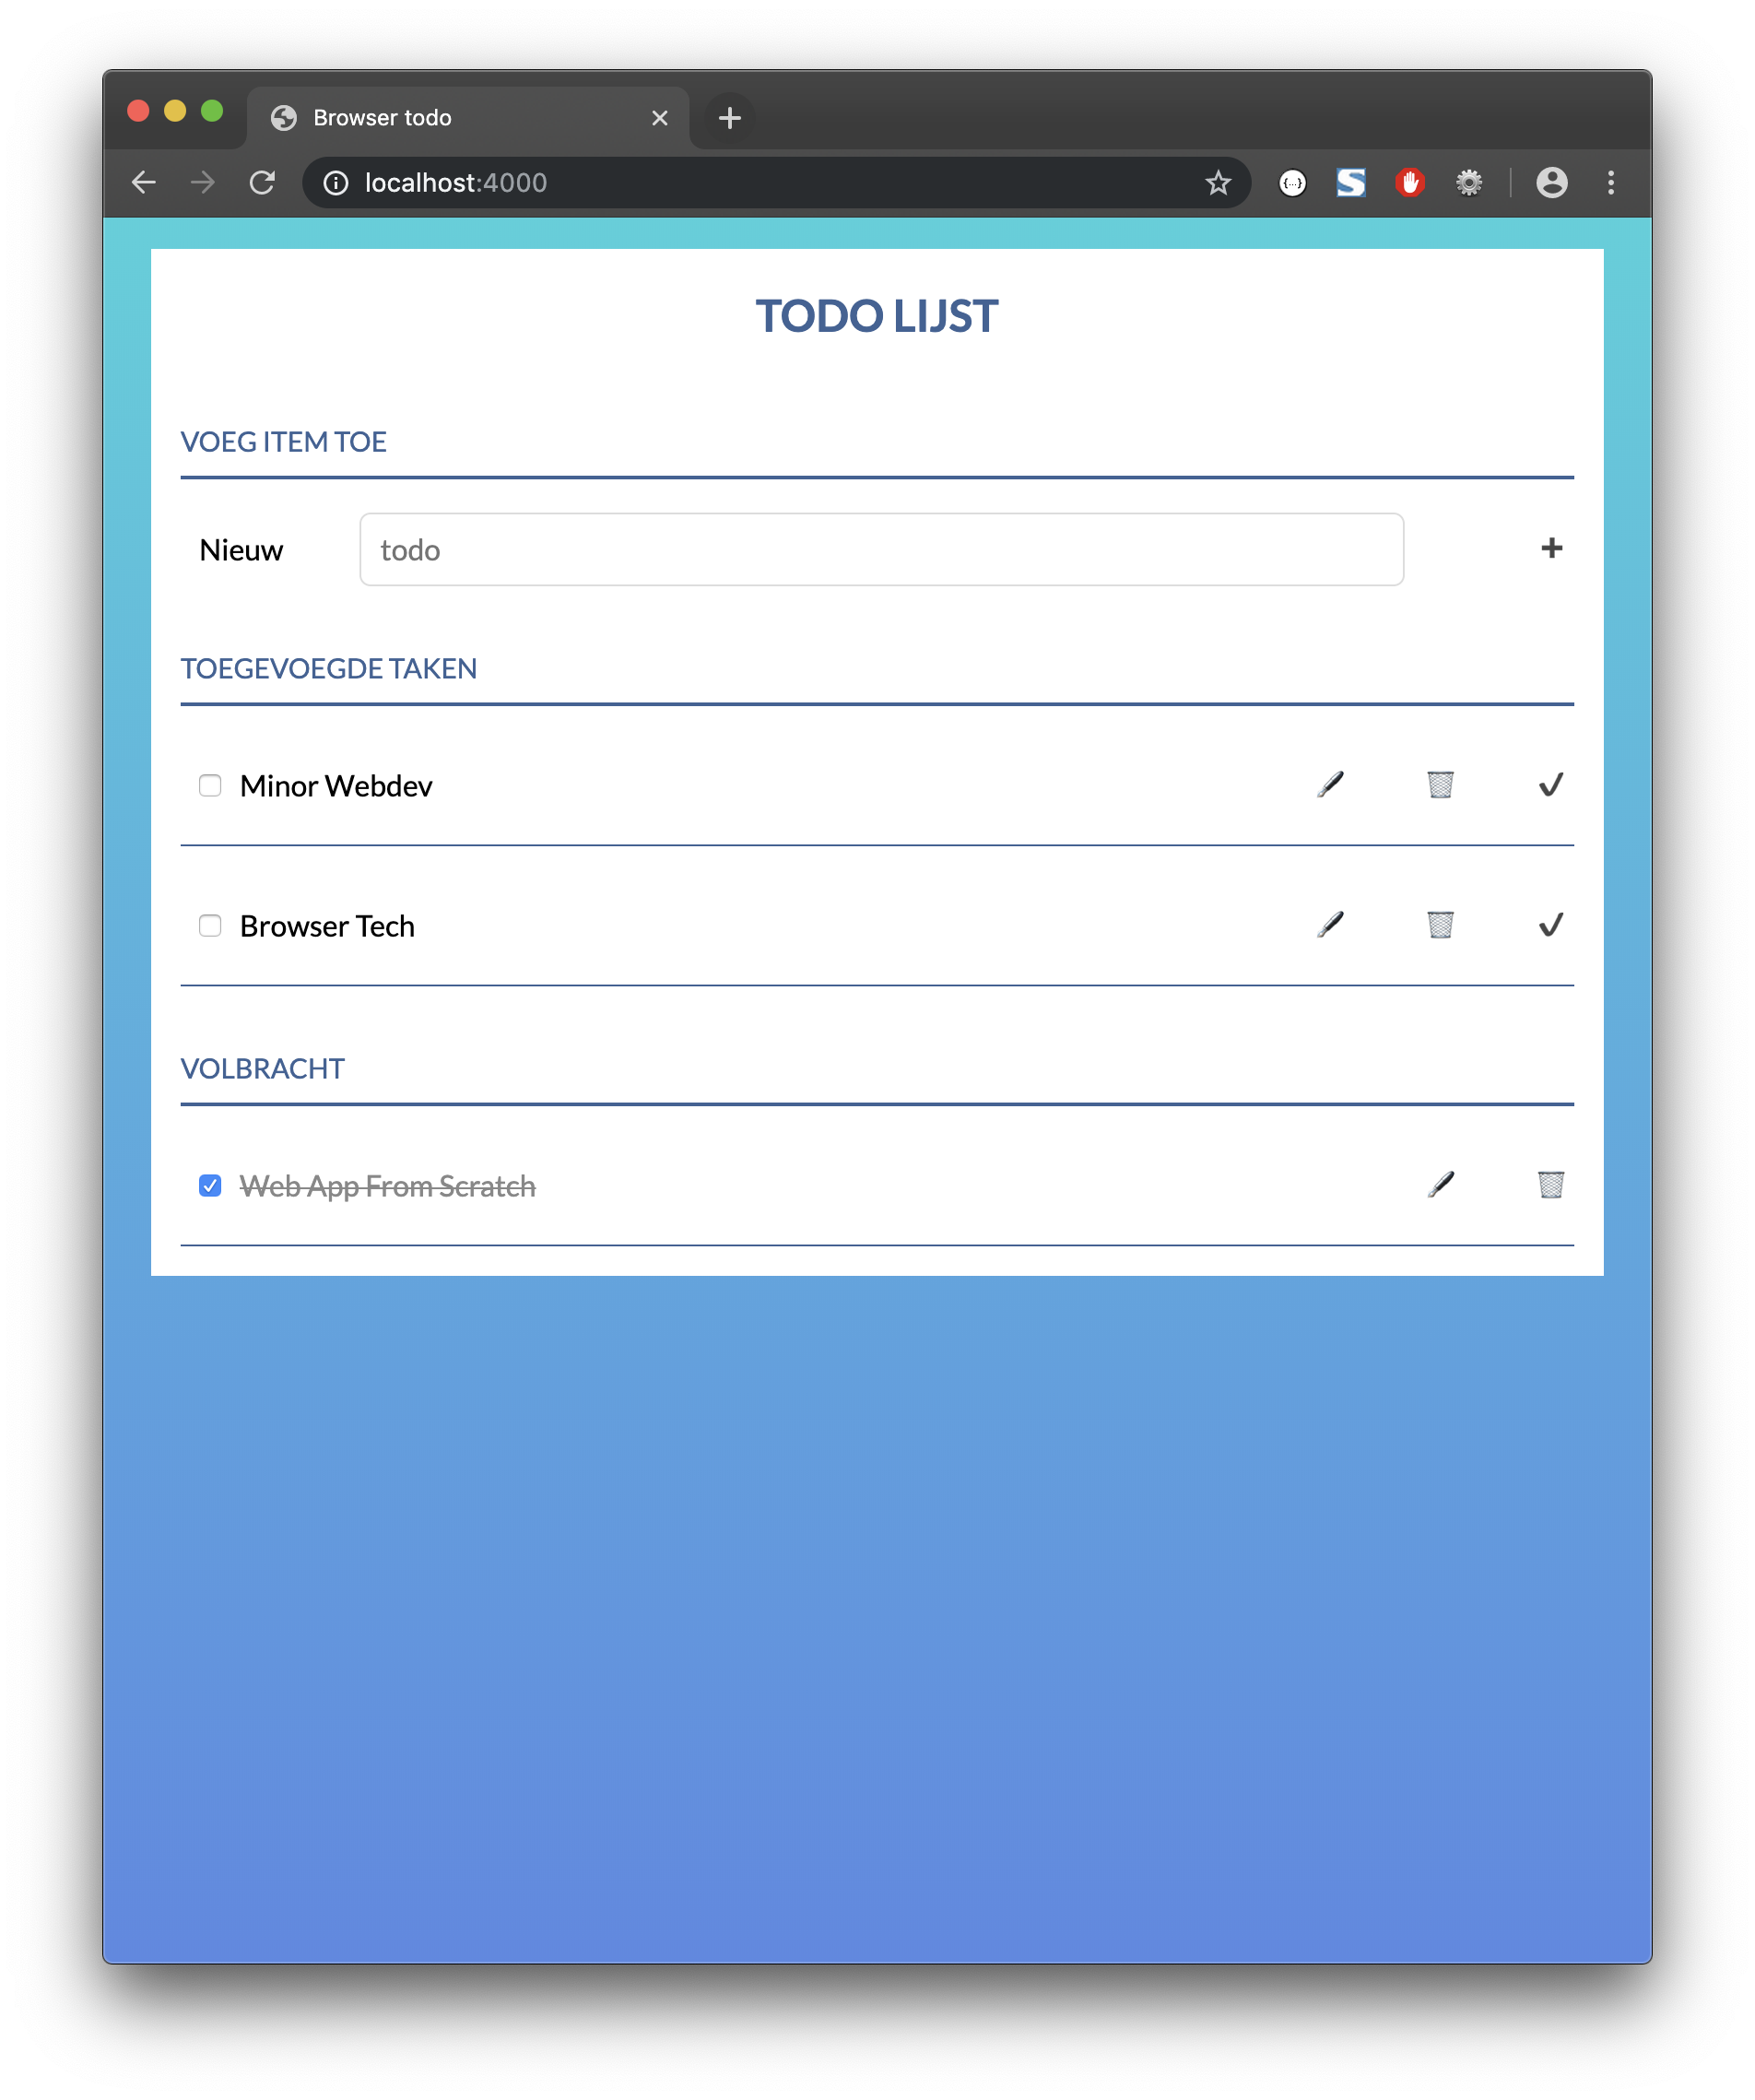 Browser todo
localhost:4000
TODO LIJST
VOEG ITEM TOE
Nieuw
todo
TOEGEVOEGDE TAKEN
Minor Webdev
Browser Tech
VOLBRACHT
Web App From Scratch